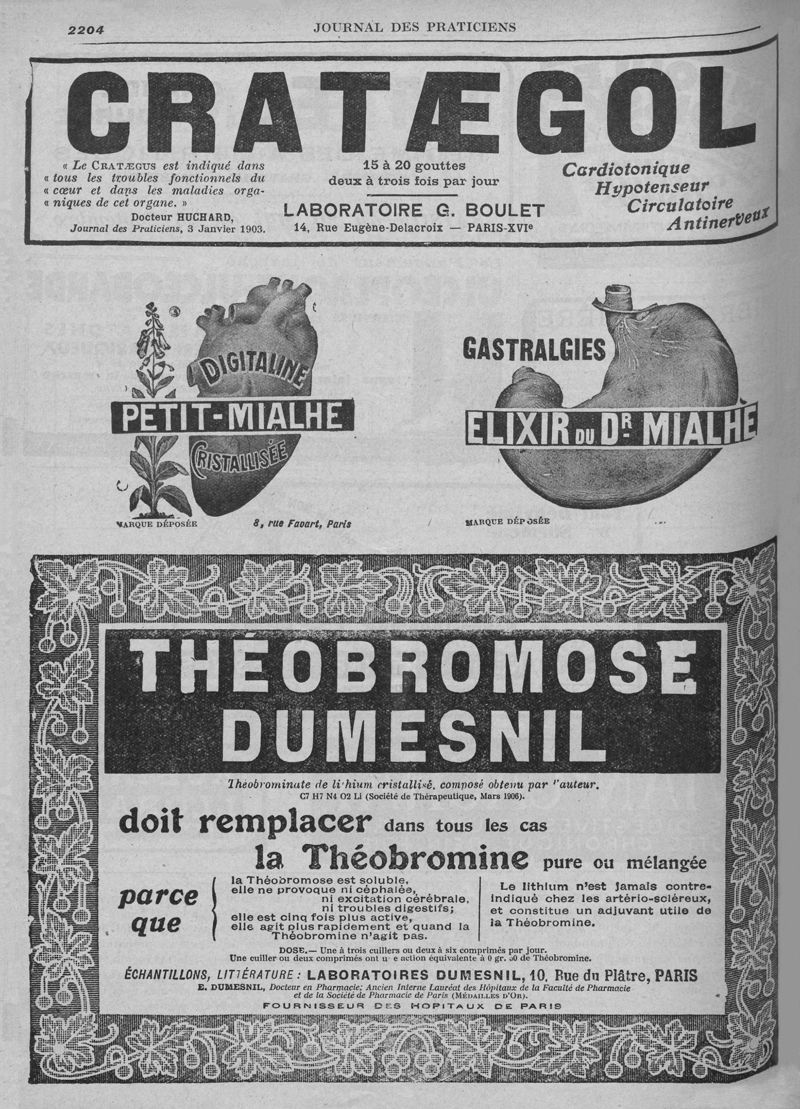 2204
JOURNAL DES PRATICIENS
CRATÆGOL
« Le CRATÆGUS est indiqué dans
« tous les troubles fonctionnels du
« cœur et dans les maladies orga-
« niques de cet organe. »
Docteur HUCHARD,
Journal des Praticiens, 3 Janvier 1903.
15 à 20 gouttes
deux à trois fois par jour
LABORATOIRE G. BOULET
14, Rue Eugène-Delacroix — PARIS-XVIe
Cardiotonique
Hypotenseur
Circulatoire
Antinerveux
DIGITALINE
PETIT-MIALHE
CRISTALLISÉE
MARQUE DÉPOSÉE
8, rue Favart, Paris
GASTRALGIES
ELIXIR DU DR. MIALHE
MARQUE DÉPOSÉE
THÉOBROMOSE
DUMESNIL
Théobrominate de lithium cristallisé, composé obtenu par l'auteur.
C7 H7 N4 O2 Li (Société de Thérapeutique, Mars 1906).
doit remplacer dans tous les cas
la Théobromine pure ou mélangée
parce
que
la Théobromose est soluble,
elle ne provoque ni céphalée,
ni excitation cérébrale,
ni troubles digestifs;
elle est cinq fois plus active,
elle agit plus rapidement et quand la
Théobromine n'agit pas.
Le lithium n'est jamais contre-
indiqué chez les artério-scléreux,
et constitue un adjuvant utile de
la Théobromine.
DOSE.— Une à trois cuillers ou deux à six comprimés par jour.
Une cuiller ou deux comprimés ont une action équivalente à 0 gr. 50 de Théobromine.
ÉCHANTILLONS, LITTÉRATURE : LABORATOIRES DUMESNIL, 10, Rue du Plâtre, PARIS
E. DUMESNIL, Docteur en Pharmacie; Ancien Interne Lauréat des Hôpitaux de la Faculté de Pharmacie
et de la Société de Pharmacie de Paris (MÉDAILLES D'OR).
FOURNISSEUR DES HOPITAUX DE PARIS